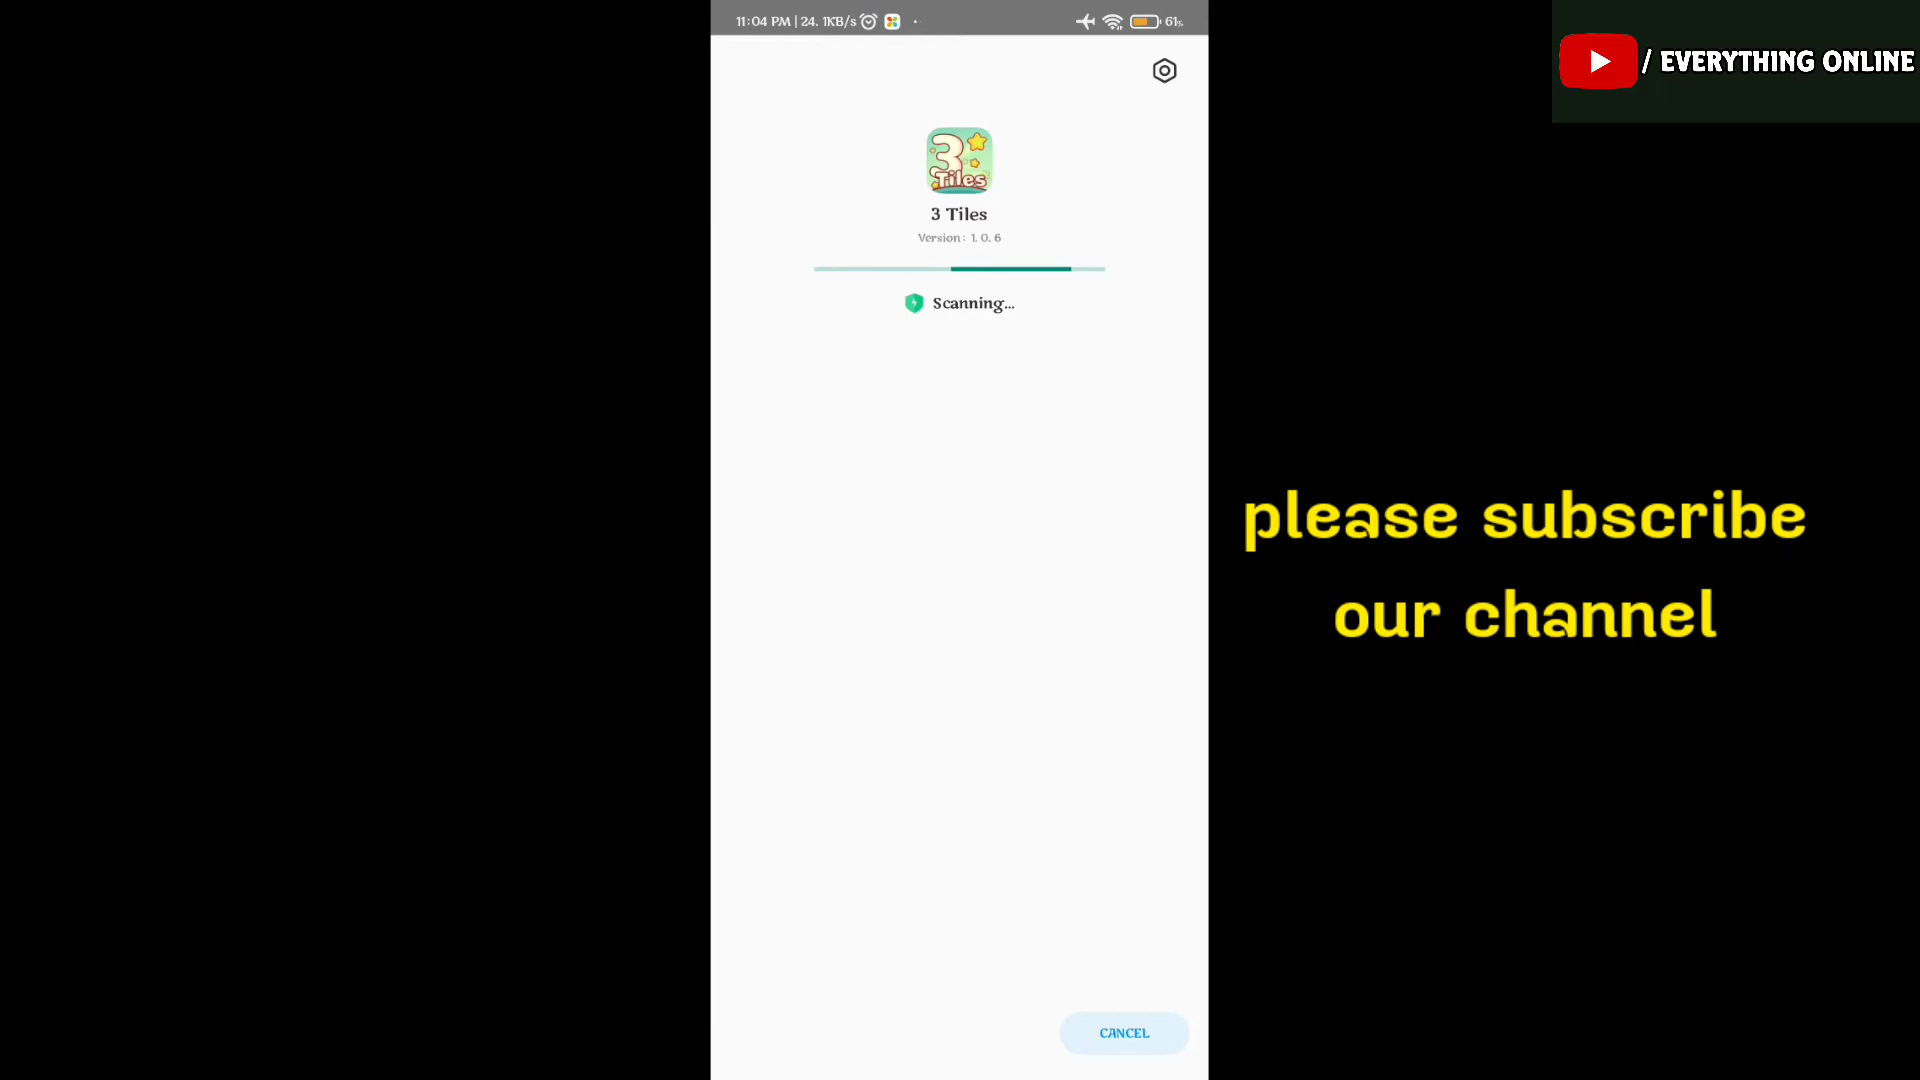 11:04 PM | 24. 1KB/s
61%
/ EVERYTHING ONLINE
3
Tiles
3 Tiles
Version: 1. 0. 6
Scanning...
please subscribe
our channel
CANCEL